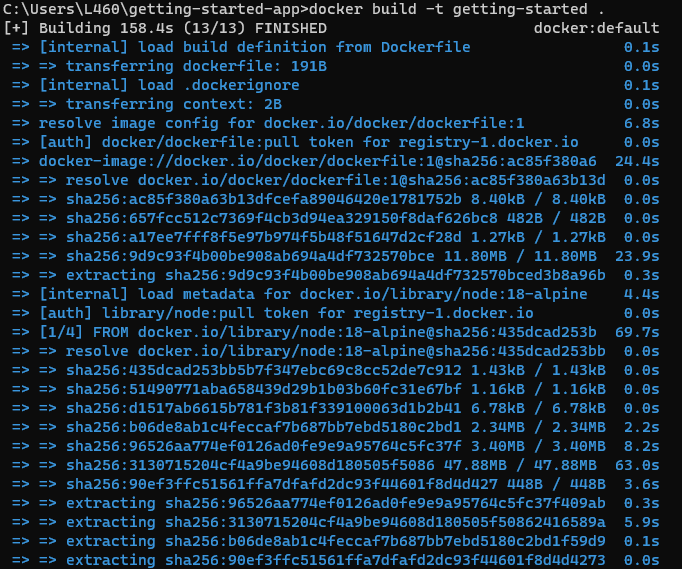 C:\Users\L460\getting-started-app>docker build -t getting-started .
[+] Building 158.4s (13/13) FINISHED docker:default
=> [internal] load build definition from Dockerfile 0.1s
=> => transferring dockerfile: 191B 0.0s
=> [internal] load .dockerignore 0.1s
=> => transferring context: 2B 0.0s
=> resolve image config for docker.io/docker/dockerfile:1 6.8s
=> [auth] docker/dockerfile:pull token for registry-1.docker.io 0.0s
=> docker-image://docker.io/docker/dockerfile:1@sha256:ac85f380a6 24.4s
=> => resolve docker.io/docker/dockerfile:1@sha256:ac85f380a63b13d 0.0s
=> => sha256:ac85f380a63b13dfcefa89046420e1781752b 8.40kB / 8.40kB 0.0s
=> => sha256:657fcc512c7369f4cb3d94ea329150f8daf626bc8 482B / 482B 0.0s
=> => sha256:a17ee7fff8f5e97b974f5b48f51647d2cf28d 1.27kB / 1.27kB 0.0s
=> => sha256:9d9c93f4b00be908ab694a4df732570bce 11.80MB / 11.80MB 23.9s
=> => extracting sha256:9d9c93f4b00be908ab694a4df732570bced3b8a96b 0.3s
=> [internal] load metadata for docker.io/library/node:18-alpine 4.4s
=> [auth] library/node:pull token for registry-1.docker.io 0.0s
=> [1/4] FROM docker.io/library/node:18-alpine@sha256:435dcad253b 69.7s
=> => resolve docker.io/library/node:18-alpine@sha256:435dcad253bb 0.0s
=> => sha256:435dcad253bb5b7f347ebc69c8cc52de7c912 1.43kB / 1.43kB 0.0s
=> => sha256:51490771aba658439d29b1b03b60fc31e67bf 1.16kB / 1.16kB 0.0s
=> => sha256:d1517ab6615b781f3b81f339100063d1b2b41 6.78kB / 6.78kB 0.0s
=> => sha256:b06de8ab1c4feccaf7b687bb7ebd5180c2bd1 2.34MB / 2.34MB 2.2s
=> => sha256:96526aa774ef0126ad0fe9e9a95764c5fc37f 3.40MB / 3.40MB 8.2s
=> => sha256:3130715204cf4a9be94608d180505f5086 47.88MB / 47.88MB 63.0s
=> => sha256:90ef3ffc51561ffa7dfafd2dc93f44601f8d4d427 448B / 448B 3.6s
=> => extracting sha256:96526aa774ef0126ad0fe9e9a95764c5fc37f409ab 0.3s
=> => extracting sha256:3130715204cf4a9be94608d180505f50862416589a 5.9s
=> => extracting sha256:b06de8ab1c4feccaf7b687bb7ebd5180c2bd1f59d9 0.1s
=> => extracting sha256:90ef3ffc51561ffa7dfafd2dc93f44601f8d4d4273 0.0s